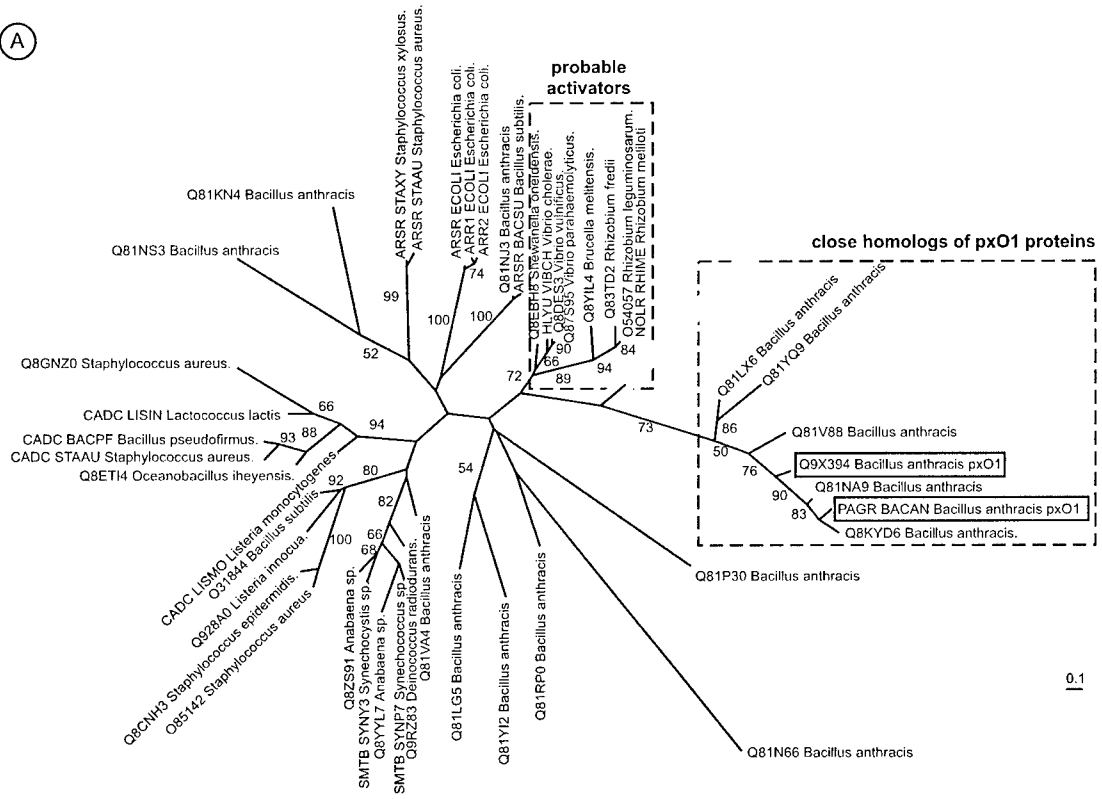 A
probable
activators
close homologs of pxO1 proteins
Q81KN4 Bacillus anthracis
Q81NS3 Bacillus anthracis
ARSR STAXY Staphylococcus xylosus.
ARSR STAAU Staphylococcus aureus.
ARSR ECOLI Escherichia coli.
ARR1 ECOLI Escherichia coli.
ARR2 ECOLI Escherichia coli.
Q81NJ3 Bacillus anthracis
ARSR BACSU Bacillus subtilis.
Q8EBH8 Shewanella oneidensis.
HLYU VIBCH Vibrio cholerae.
Q8DES3 Vibrio vulnificus.
Q87S95 Vibrio parahaemolyticus.
Q8YIL4 Brucella melitensis.
Q83TD2 Rhizobium fredii
O54057 Rhizobium leguminosarum.
NOLR RHIME Rhizobium meliloti
Q81LX6 Bacillus anthracis
Q81YQ9 Bacillus anthracis
Q81V88 Bacillus anthracis
Q9X394 Bacillus anthracis pxO1
Q81NA9 Bacillus anthracis
PAGR BACAN Bacillus anthracis pxO1
Q8KYD6 Bacillus anthracis.
Q8GNZ0 Staphylococcus aureus.
CADC LISIN Lactococcus lactis
CADC BACPF Bacillus pseudofirmus.
CADC STAAU Staphylococcus aureus.
Q8ETI4 Oceanobacillus iheyensis.
CADC LISMO Listeria monocytogenes.
O31844 Bacillus subtilis.
Q928A0 Listeria innocua.
Q8CNH3 Staphylococcus epidermidis.
O85142 Staphylococcus aureus
Q8ZS91 Anabaena sp.
SMTB SYNY3 Synechocystis sp.
Q8YYL7 Anabaena sp.
SMTB SYNP7 Synechococcus sp.
Q9RZ83 Deinococcus radiodurans.
Q81VA4 Bacillus anthracis
Q81LG5 Bacillus anthracis
Q81YI2 Bacillus anthracis
Q81RP0 Bacillus anthracis
Q81P30 Bacillus anthracis
Q81N66 Bacillus anthracis
52
99
100
74
100
72
66
90
89
94
84
73
86
50
76
90
83
66
88
93
94
92
80
100
82
66
68
54
0.1